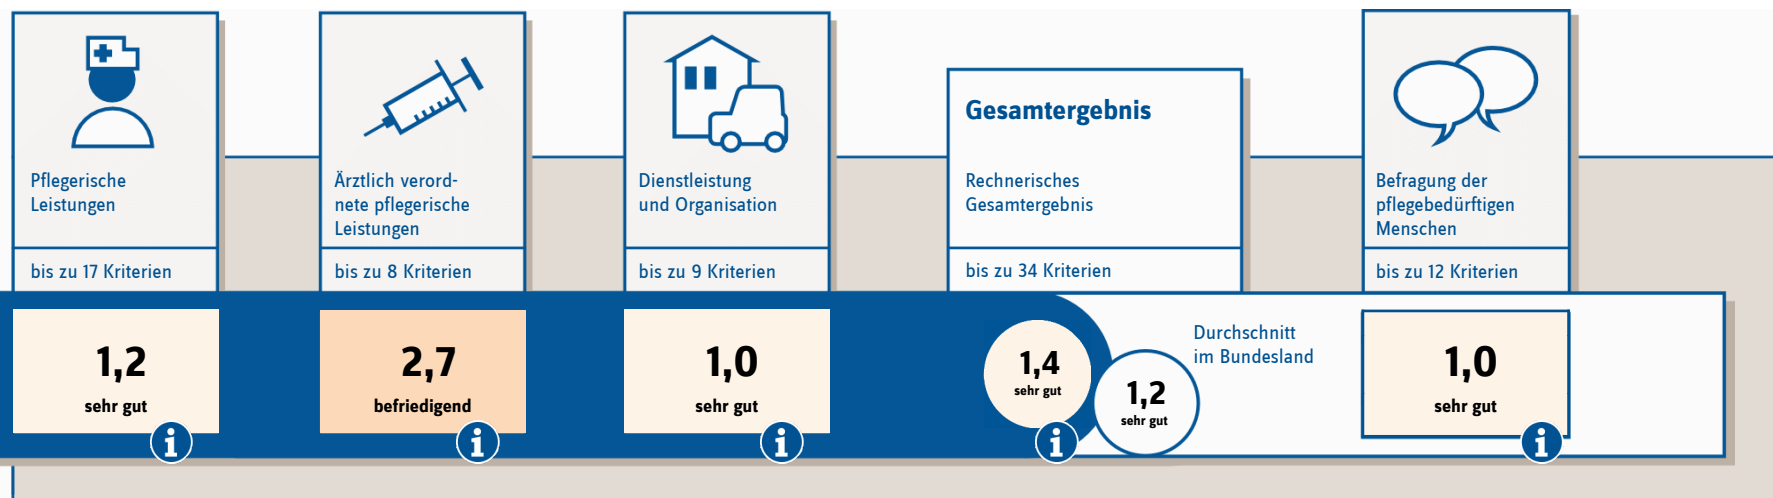 Pflegerische
Leistungen
bis zu 17 Kriterien
1,2
sehr gut
i
Ärztlich verord-
nete pflegerische
Leistungen
bis zu 8 Kriterien
2,7
befriedigend
i
Dienstleistung
und Organisation
bis zu 9 Kriterien
1,0
sehr gut
i
Gesamtergebnis
Rechnerisches
Gesamtergebnis
bis zu 34 Kriterien
1,4
sehr gut
i
1,2
sehr gut
Durchschnitt
im Bundesland
Befragung der
pflegebedürftigen
Menschen
bis zu 12 Kriterien
1,0
sehr gut
i